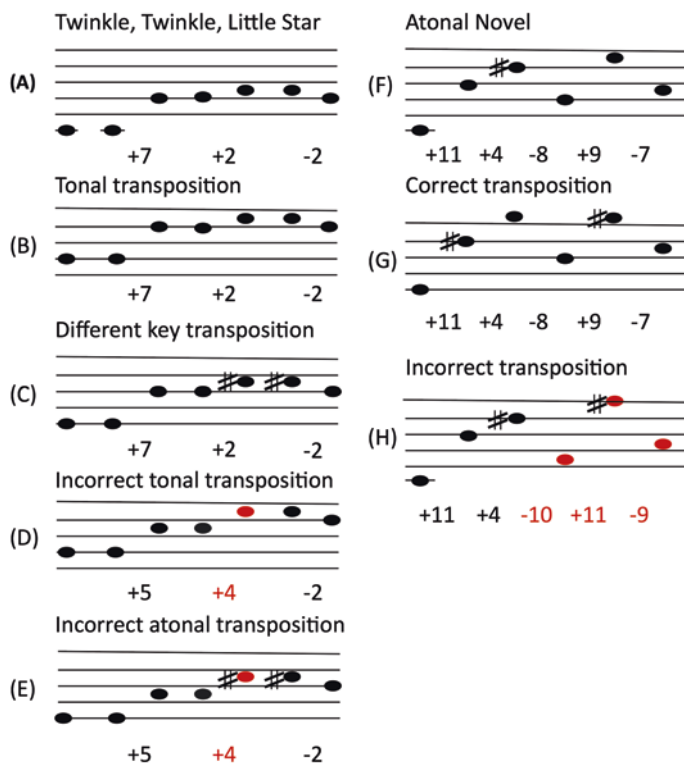 Twinkle, Twinkle, Little Star
(A)
+7 +2 -2
Tonal transposition
(B)
+7 +2 -2
Different key transposition
(C)
+7 +2 -2
Incorrect tonal transposition
(D)
+5 +4 -2
Incorrect atonal transposition
(E)
+5 +4 -2
Atonal Novel
(F)
+11 +4 -8 +9 -7
Correct transposition
(G)
+11 +4 -8 +9 -7
Incorrect transposition
(H)
+11 +4 -10 +11 -9